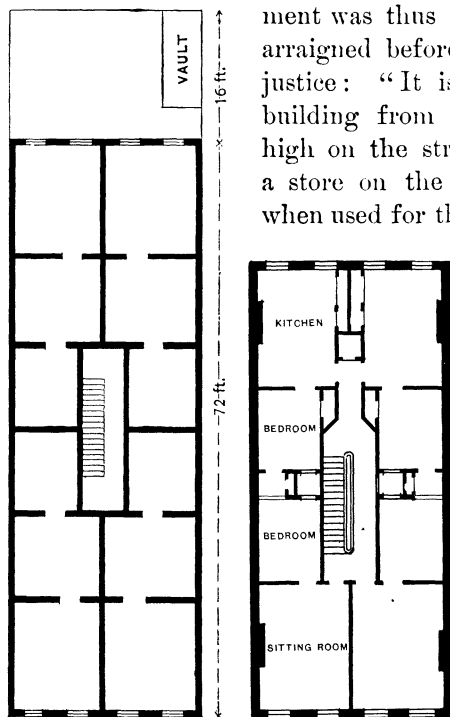 ment was thus
arraigned before
justice: “It is
building from
high on the str
a store on the
when used for th
VAULT
16 ft.
72 ft.
KITCHEN
BEDROOM
BEDROOM
SITTING ROOM